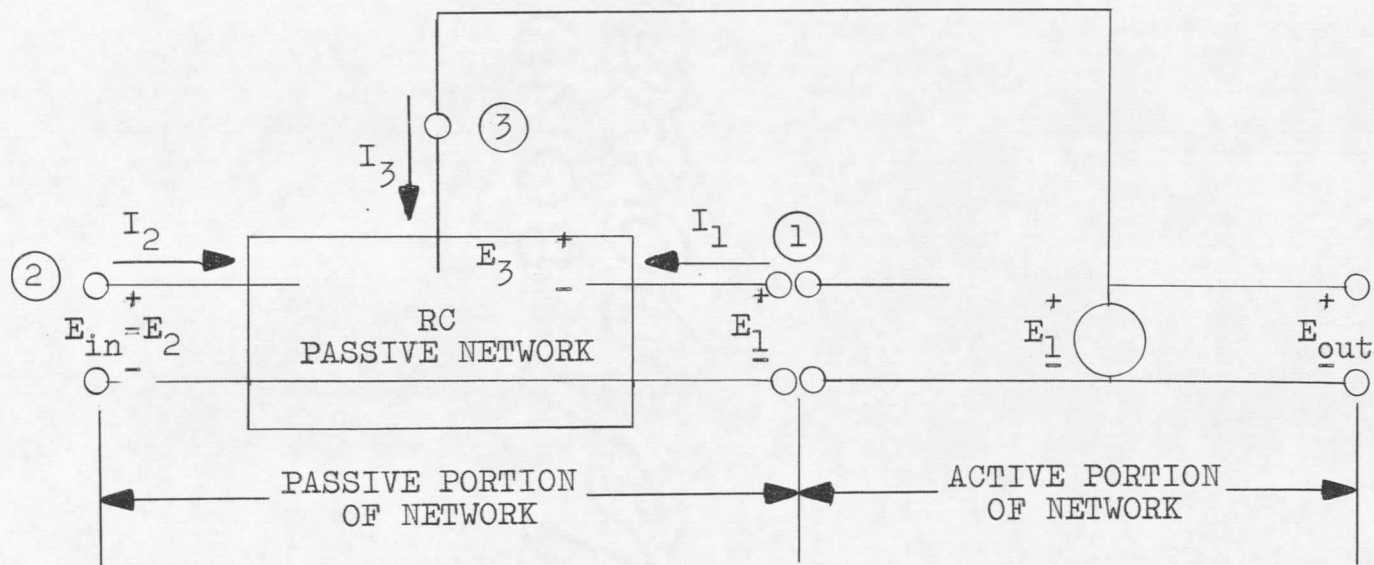 ③
I3
I2
I1
①
②
+
E3
-
+
Ein=E2
-
RC
PASSIVE NETWORK
+
E1
-
+
E1
-
+
Eout
-
PASSIVE PORTION
OF NETWORK
ACTIVE PORTION
OF NETWORK